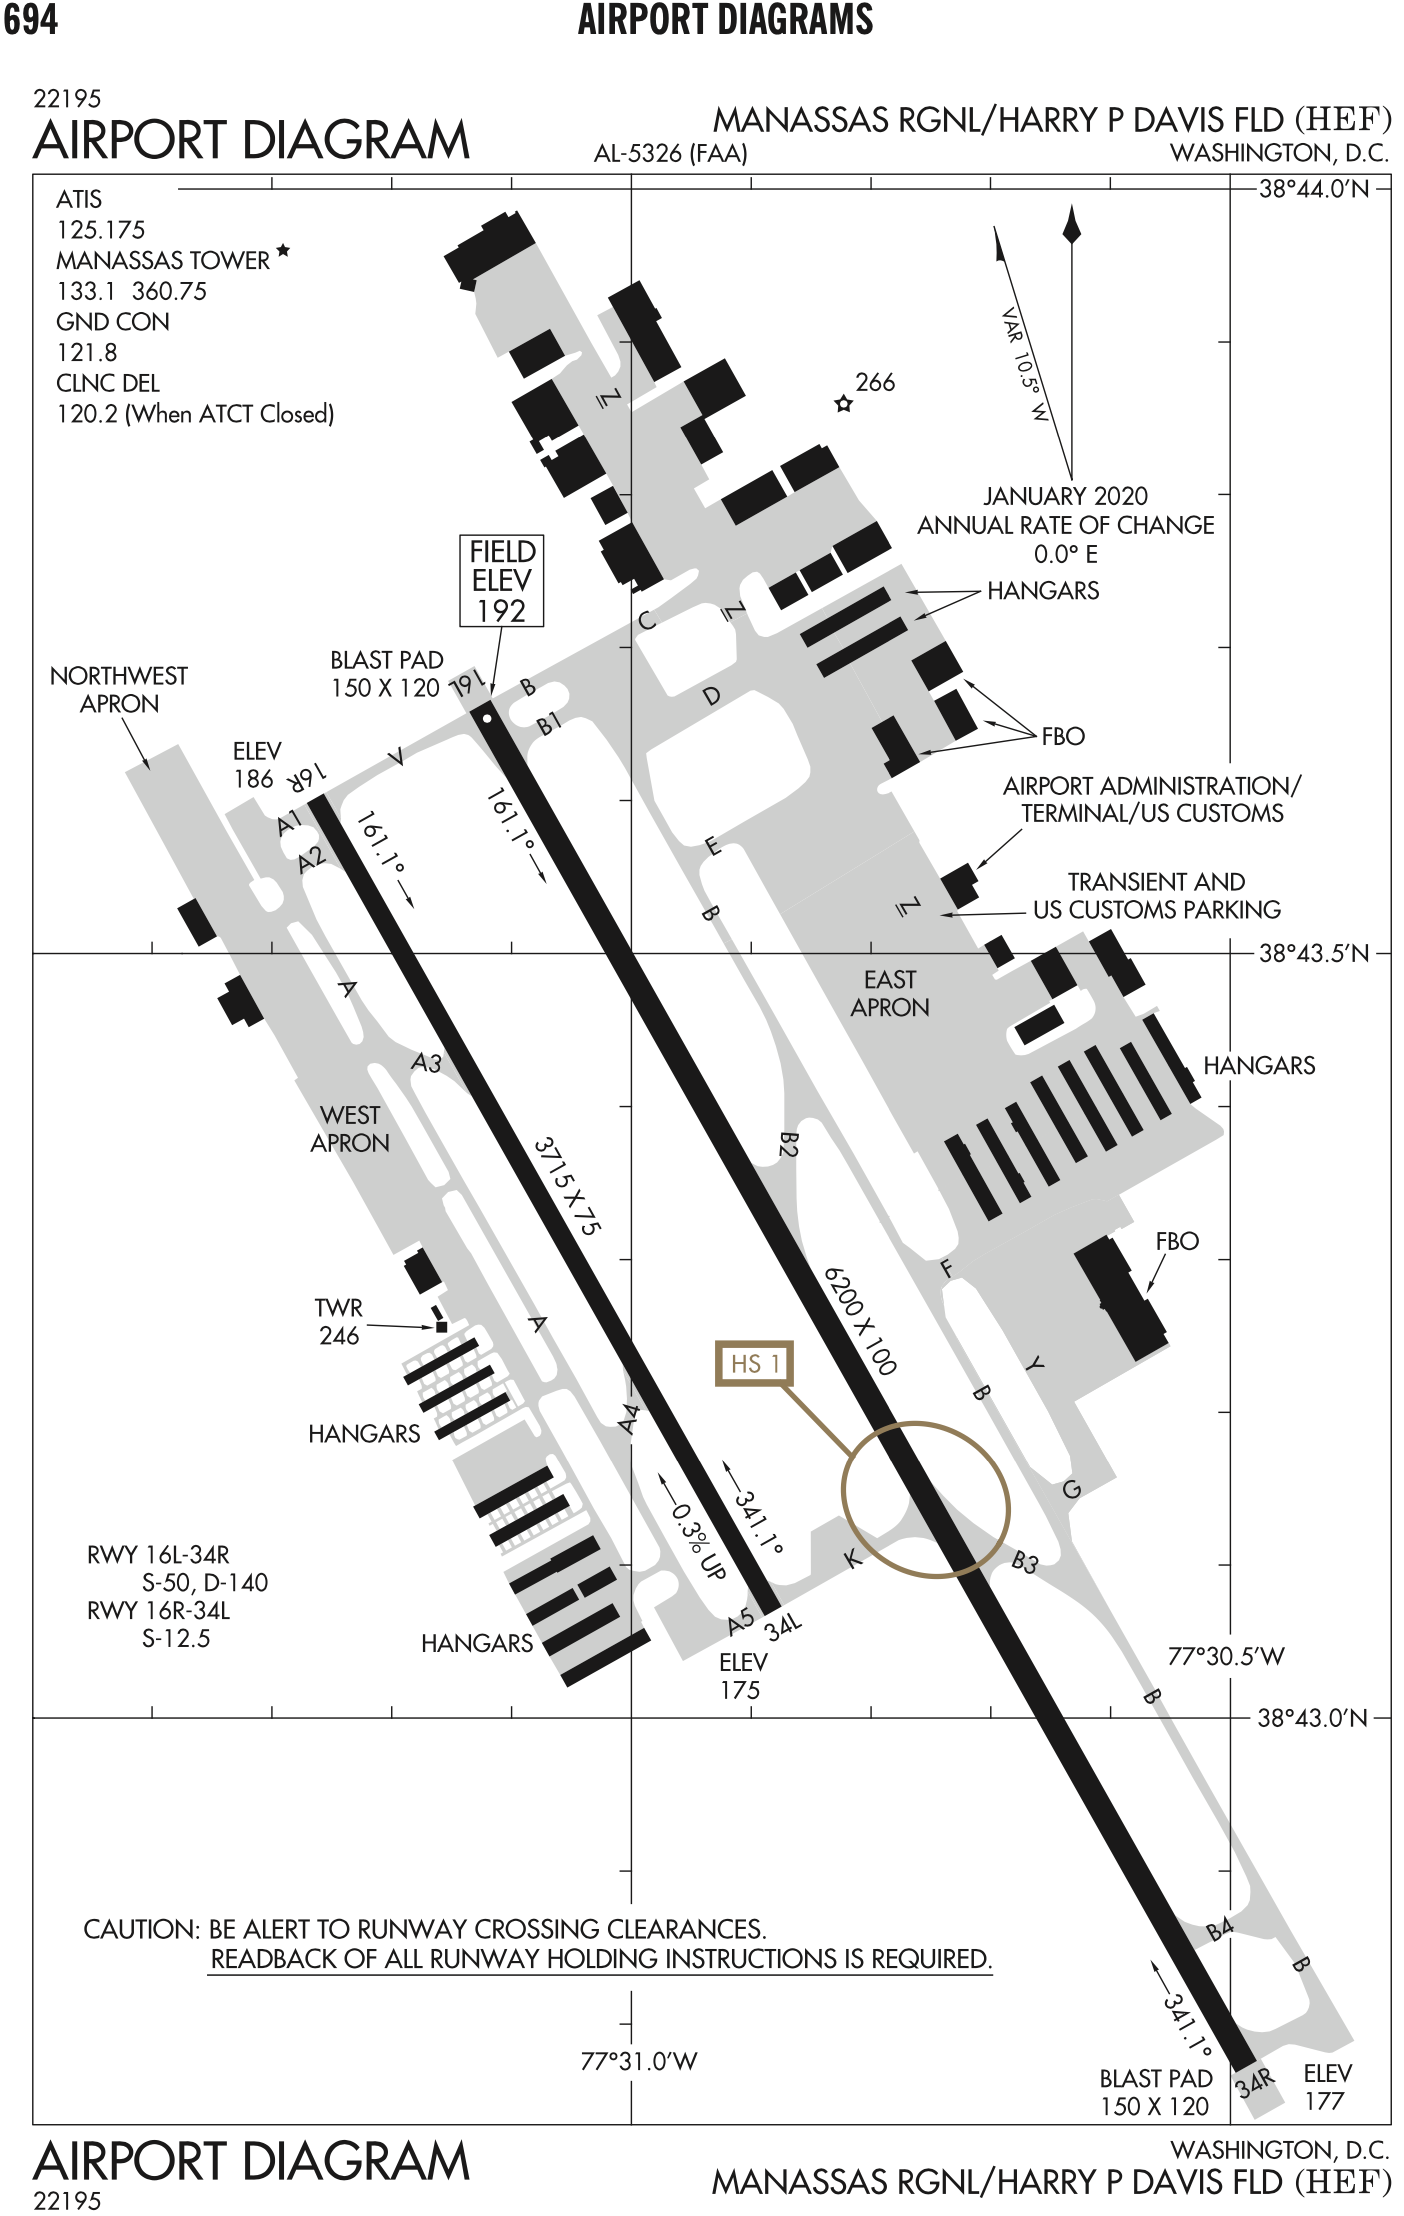 694
AIRPORT DIAGRAMS
22195
AIRPORT DIAGRAM
AL-5326 (FAA)
MANASSAS RGNL/HARRY P DAVIS FLD (HEF)
WASHINGTON, D.C.
ATIS
125.175
MANASSAS TOWER
133.1 360.75
GND CON
121.8
CLNC DEL
120.2 (When ATCT Closed)
38°44.0'N
VAR 10.5° W
JANUARY 2020
ANNUAL RATE OF CHANGE
0.0° E
266
Z
FIELD
ELEV
192
HANGARS
C
Z
BLAST PAD
150 X 120
16L
B
B1
D
NORTHWEST
APRON
FBO
V
ELEV
186
16R
A1
A2
161.1°
161.1°
AIRPORT ADMINISTRATION/
TERMINAL/US CUSTOMS
E
B
Z
TRANSIENT AND
US CUSTOMS PARKING
38°43.5'N
A
EAST
APRON
A3
HANGARS
WEST
APRON
3715 X 75
B2
FBO
F
6200 X 100
TWR
246
A
HS 1
Y
B
HANGARS
A4
G
341.1°
0.3% UP
RWY 16L-34R
S-50, D-140
RWY 16R-34L
S-12.5
K
B3
HANGARS
A5
34L
ELEV
175
77°30.5'W
B
38°43.0'N
CAUTION: BE ALERT TO RUNWAY CROSSING CLEARANCES.
READBACK OF ALL RUNWAY HOLDING INSTRUCTIONS IS REQUIRED.
B4
B
341.1°
77°31.0'W
BLAST PAD
150 X 120
34R
ELEV
177
AIRPORT DIAGRAM
22195
WASHINGTON, D.C.
MANASSAS RGNL/HARRY P DAVIS FLD (HEF)